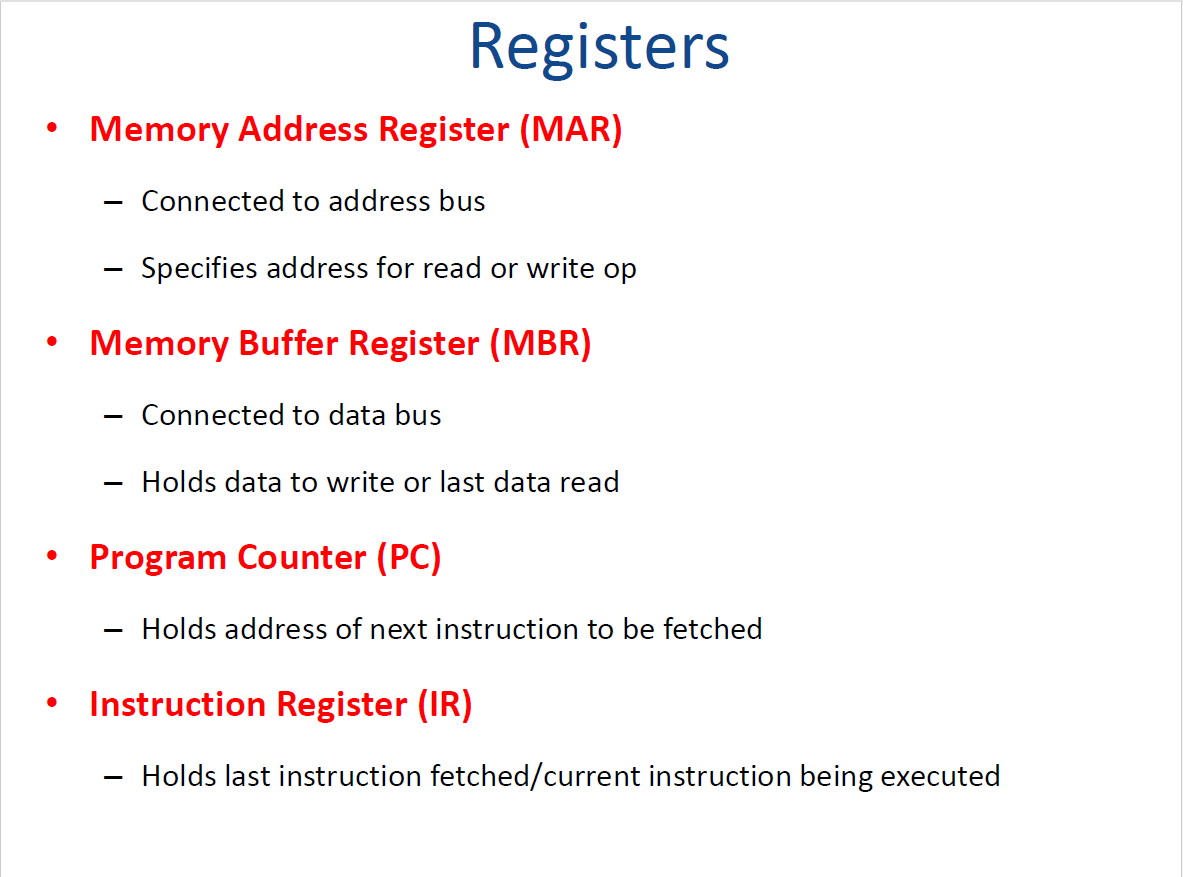 Registers
• Memory Address Register (MAR)
– Connected to address bus
– Specifies address for read or write op
• Memory Buffer Register (MBR)
– Connected to data bus
– Holds data to write or last data read
• Program Counter (PC)
– Holds address of next instruction to be fetched
• Instruction Register (IR)
– Holds last instruction fetched/current instruction being executed